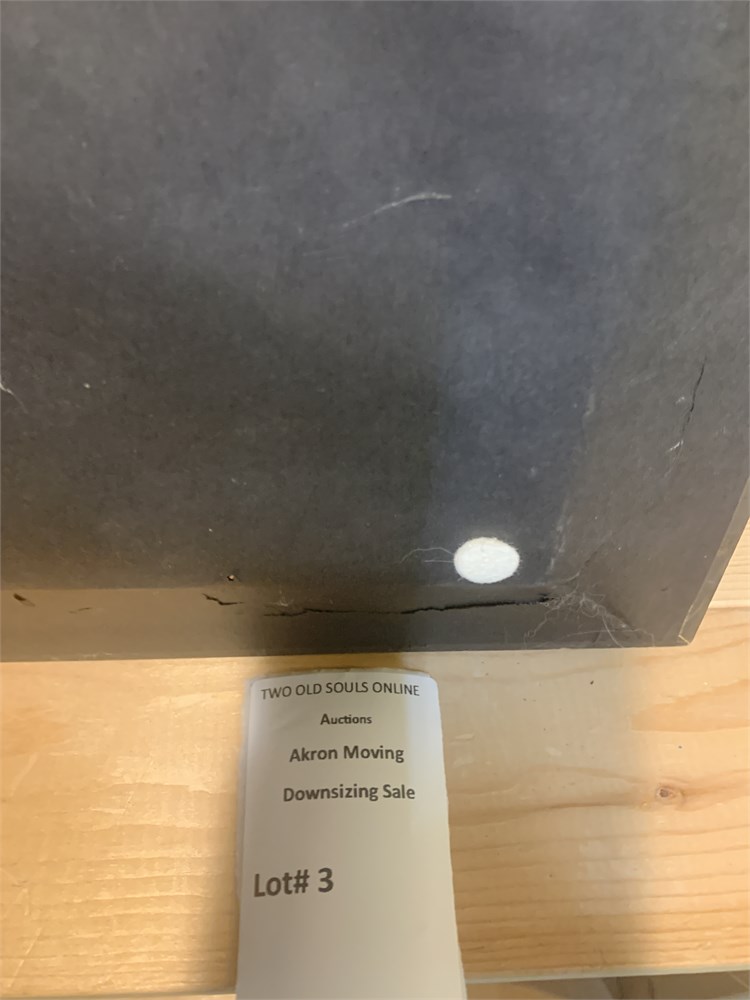 TWO OLD SOULS ONLINE
Auctions
Akron Moving
Downsizing Sale
Lot# 3